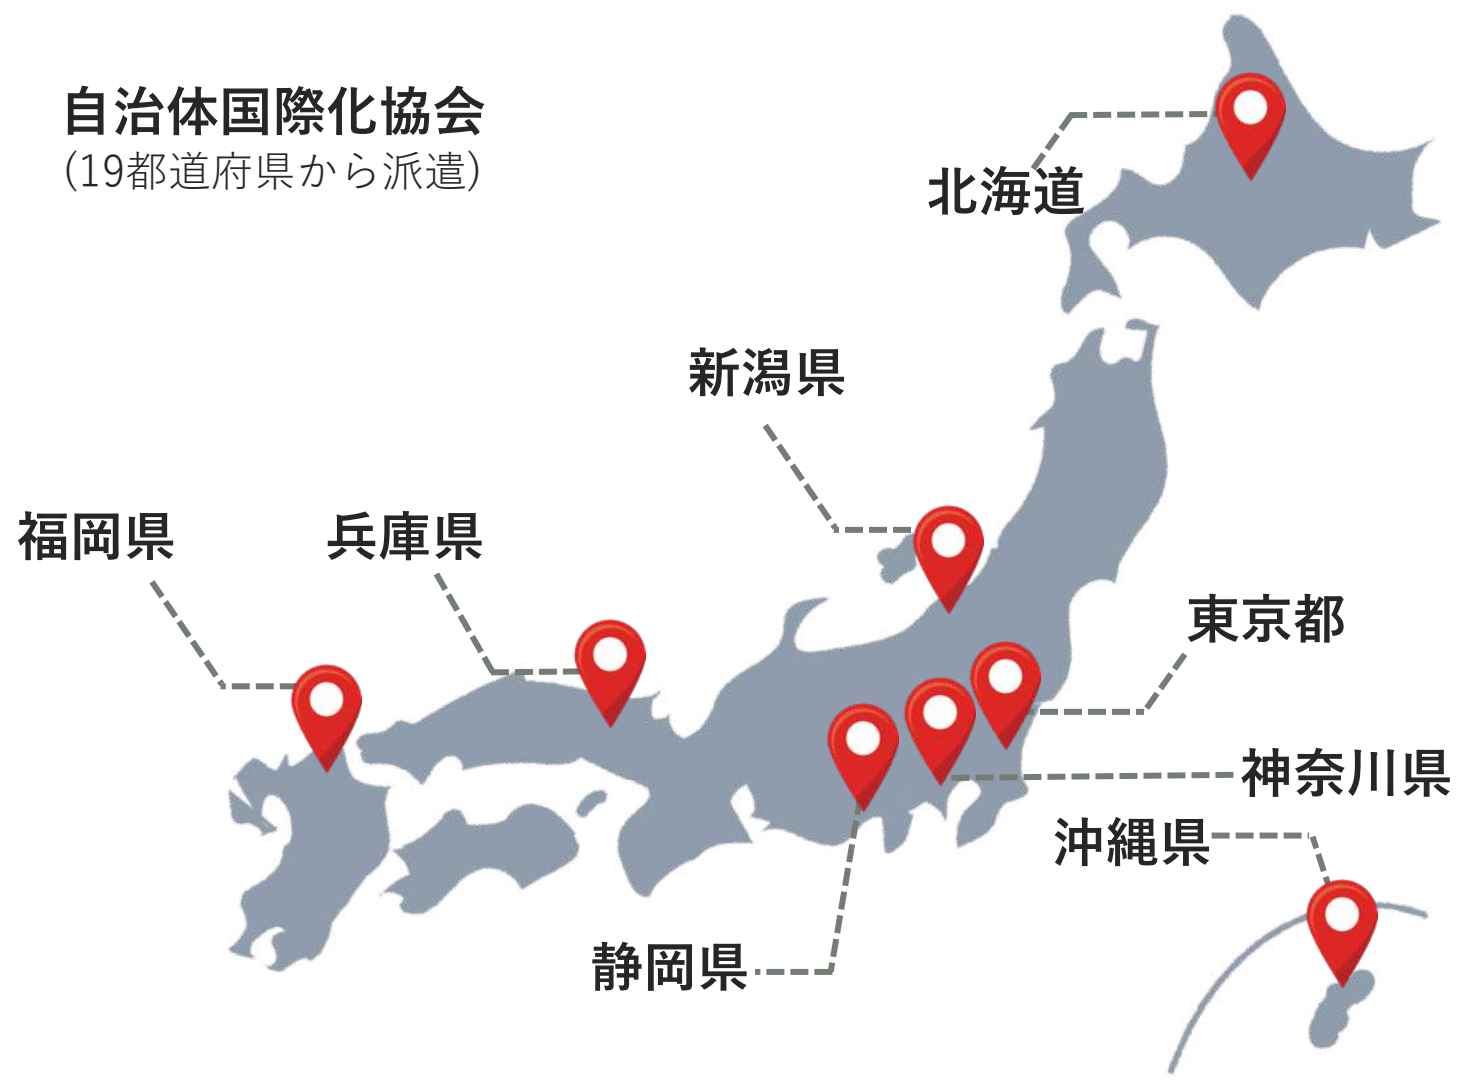 自治体国際化協会
(19都道府県から派遣)
北海道
新潟県
福岡県
兵庫県
東京都
神奈川県
沖縄県
静岡県